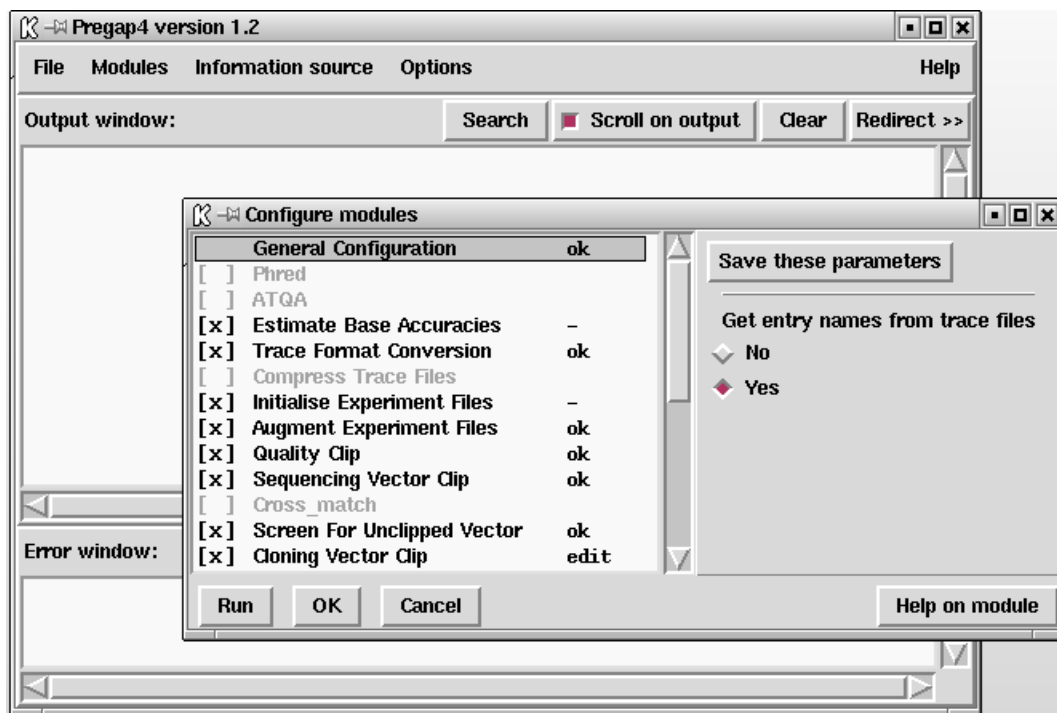 Pregap4 version 1.2
File Modules Information source Options Help
Output window: Search Scroll on output Clear Redirect >>
Configure modules
General Configuration ok
[ ] Phred
[ ] ATQA
[x] Estimate Base Accuracies -
[x] Trace Format Conversion ok
[ ] Compress Trace Files
[x] Initialise Experiment Files -
[x] Augment Experiment Files ok
[x] Quality Clip ok
[x] Sequencing Vector Clip ok
[ ] Cross_match
[x] Screen For Unclipped Vector ok
[x] Cloning Vector Clip edit
Save these parameters
Get entry names from trace files
No
Yes
Error window:
Run OK Cancel Help on module